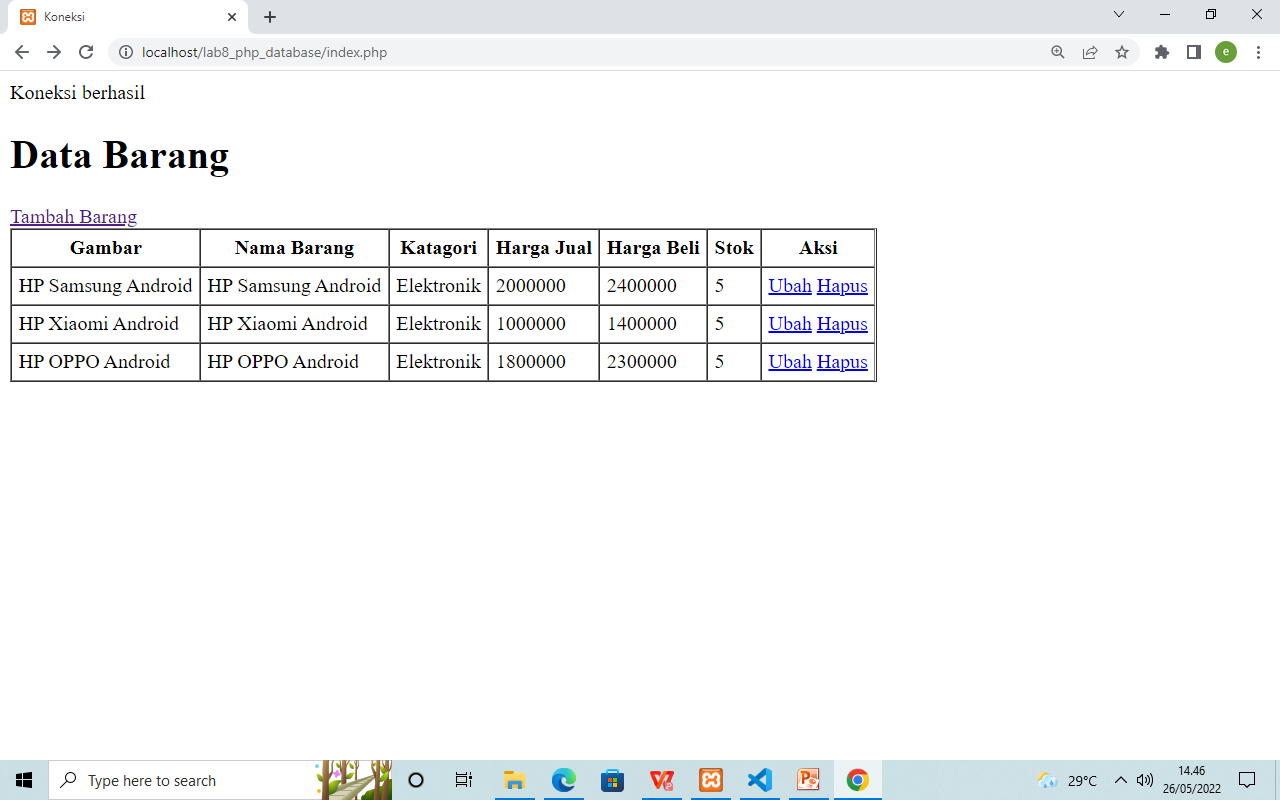 Koneksi
localhost/lab8_php_database/index.php
e
Koneksi berhasil
Data Barang
Tambah Barang
Gambar Nama Barang Katagori Harga Jual Harga Beli Stok Aksi
HP Samsung Android HP Samsung Android Elektronik 2000000 2400000 5 Ubah Hapus
HP Xiaomi Android HP Xiaomi Android Elektronik 1000000 1400000 5 Ubah Hapus
HP OPPO Android HP OPPO Android Elektronik 1800000 2300000 5 Ubah Hapus
Type here to search
29°C
14.46
26/05/2022